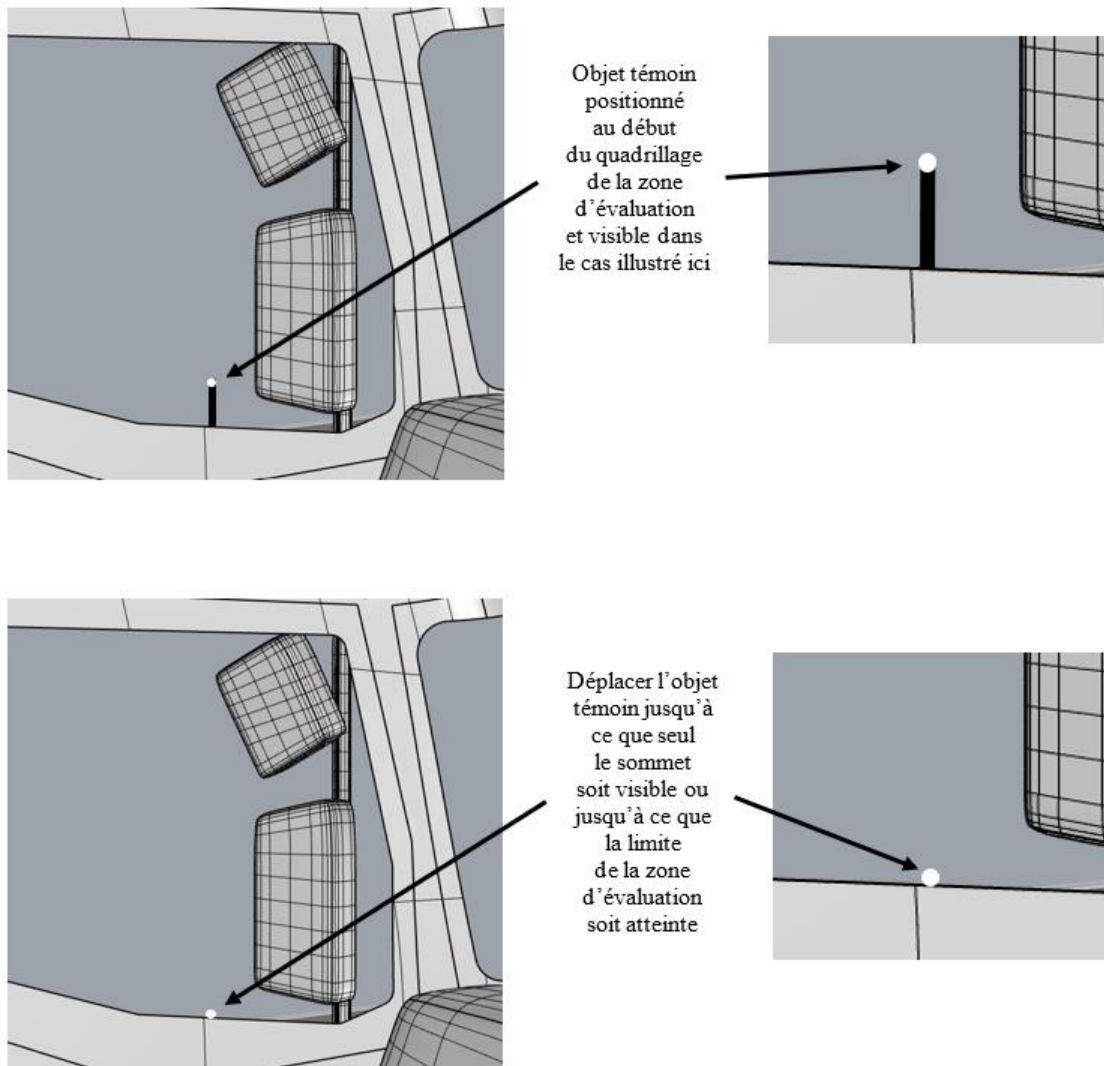 Objet témoin
positionné
au début
du quadrillage
de la zone
d’évaluation
et visible dans
le cas illustré ici
Déplacer l’objet
témoin jusqu’à
ce que seul
le sommet
soit visible ou
jusqu’à ce que
la limite
de la zone
d’évaluation
soit atteinte